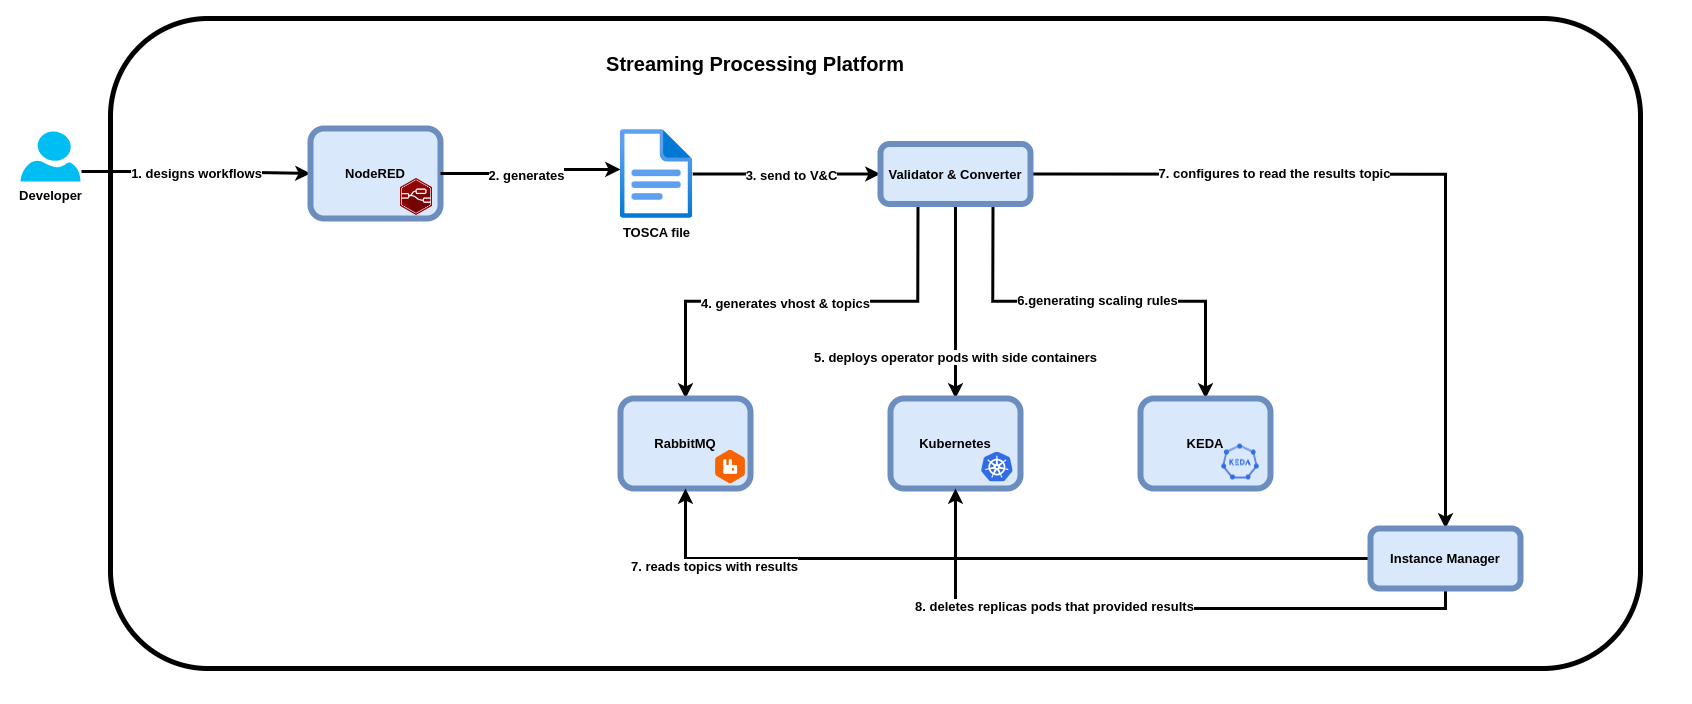 Streaming Processing Platform
Developer
1. designs workflows
NodeRED
2. generates
TOSCA file
3. send to V&C
Validator & Converter
7. configures to read the results topic
4. generates vhost & topics
6.generating scaling rules
5. deploys operator pods with side containers
RabbitMQ
Kubernetes
KEDA
KEDA
Instance Manager
7. reads topics with results
8. deletes replicas pods that provided results